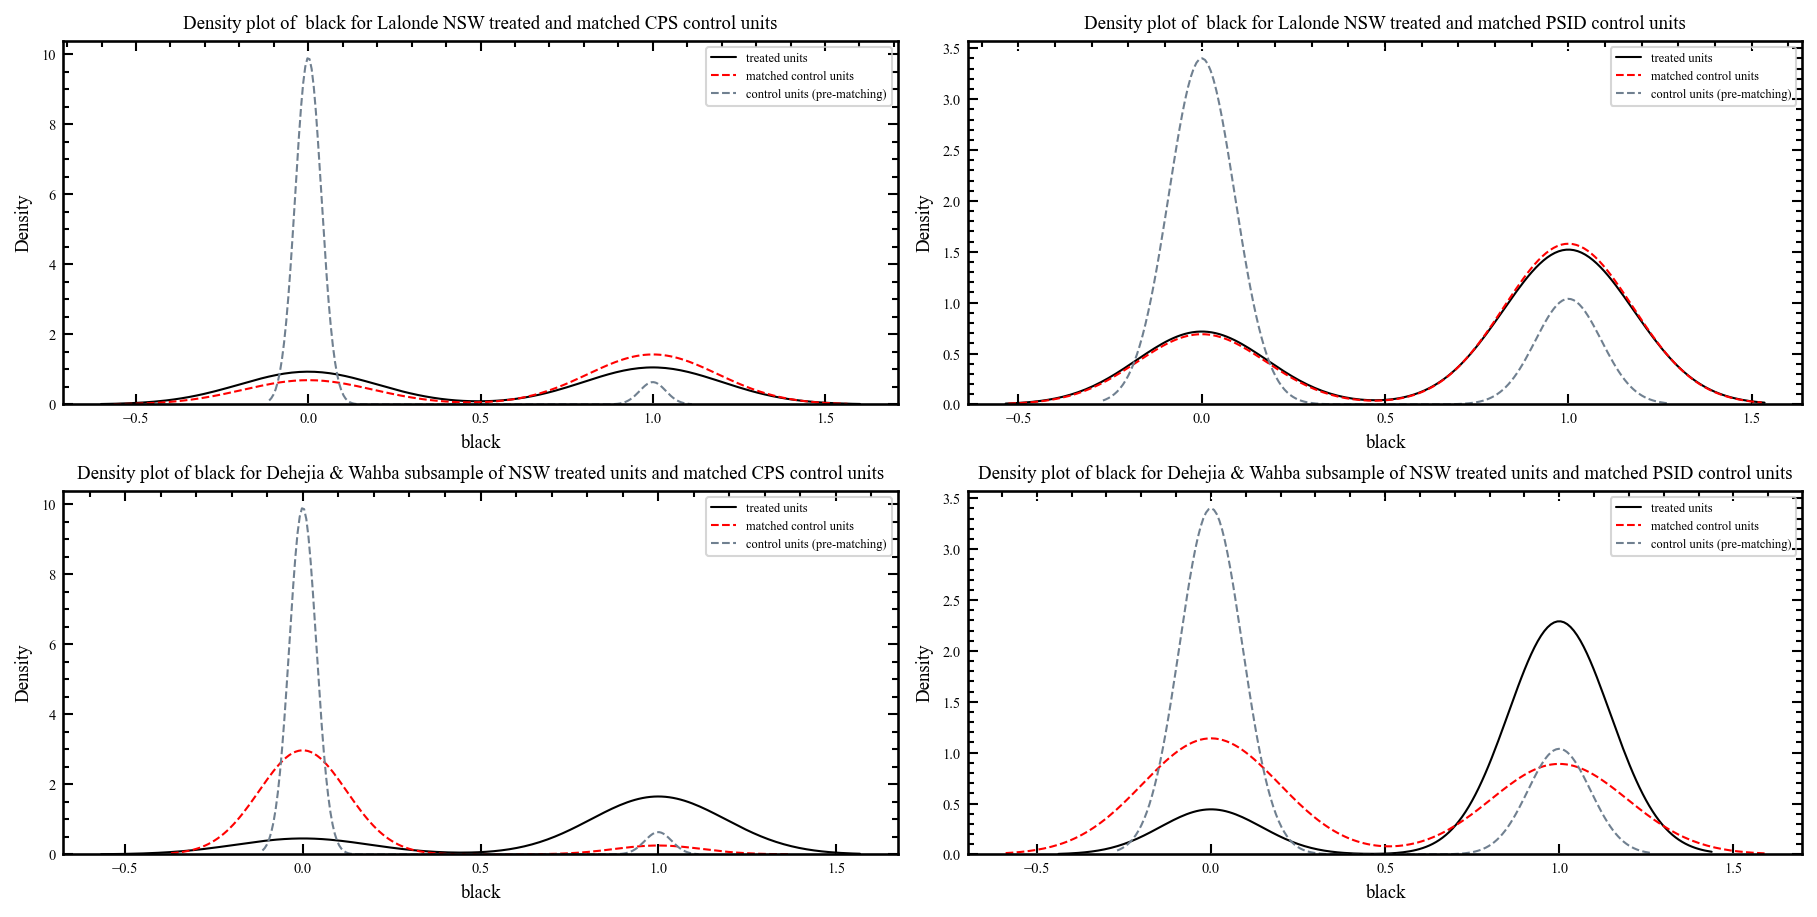 Density plot of  black for Lalonde NSW treated and matched CPS control units
10
8
6
4
2
0
Density
treated units
matched control units
control units (pre-matching)
−0.5 0.0 0.5 1.0 1.5
black
Density plot of  black for Lalonde NSW treated and matched PSID control units
3.5
3.0
2.5
2.0
1.5
1.0
0.5
0.0
Density
treated units
matched control units
control units (pre-matching)
−0.5 0.0 0.5 1.0 1.5
black
Density plot of black for Dehejia & Wahba subsample of NSW treated units and matched CPS control units
10
8
6
4
2
0
Density
treated units
matched control units
control units (pre-matching)
−0.5 0.0 0.5 1.0 1.5
black
Density plot of black for Dehejia & Wahba subsample of NSW treated units and matched PSID control units
3.5
3.0
2.5
2.0
1.5
1.0
0.5
0.0
Density
treated units
matched control units
control units (pre-matching)
−0.5 0.0 0.5 1.0 1.5
black